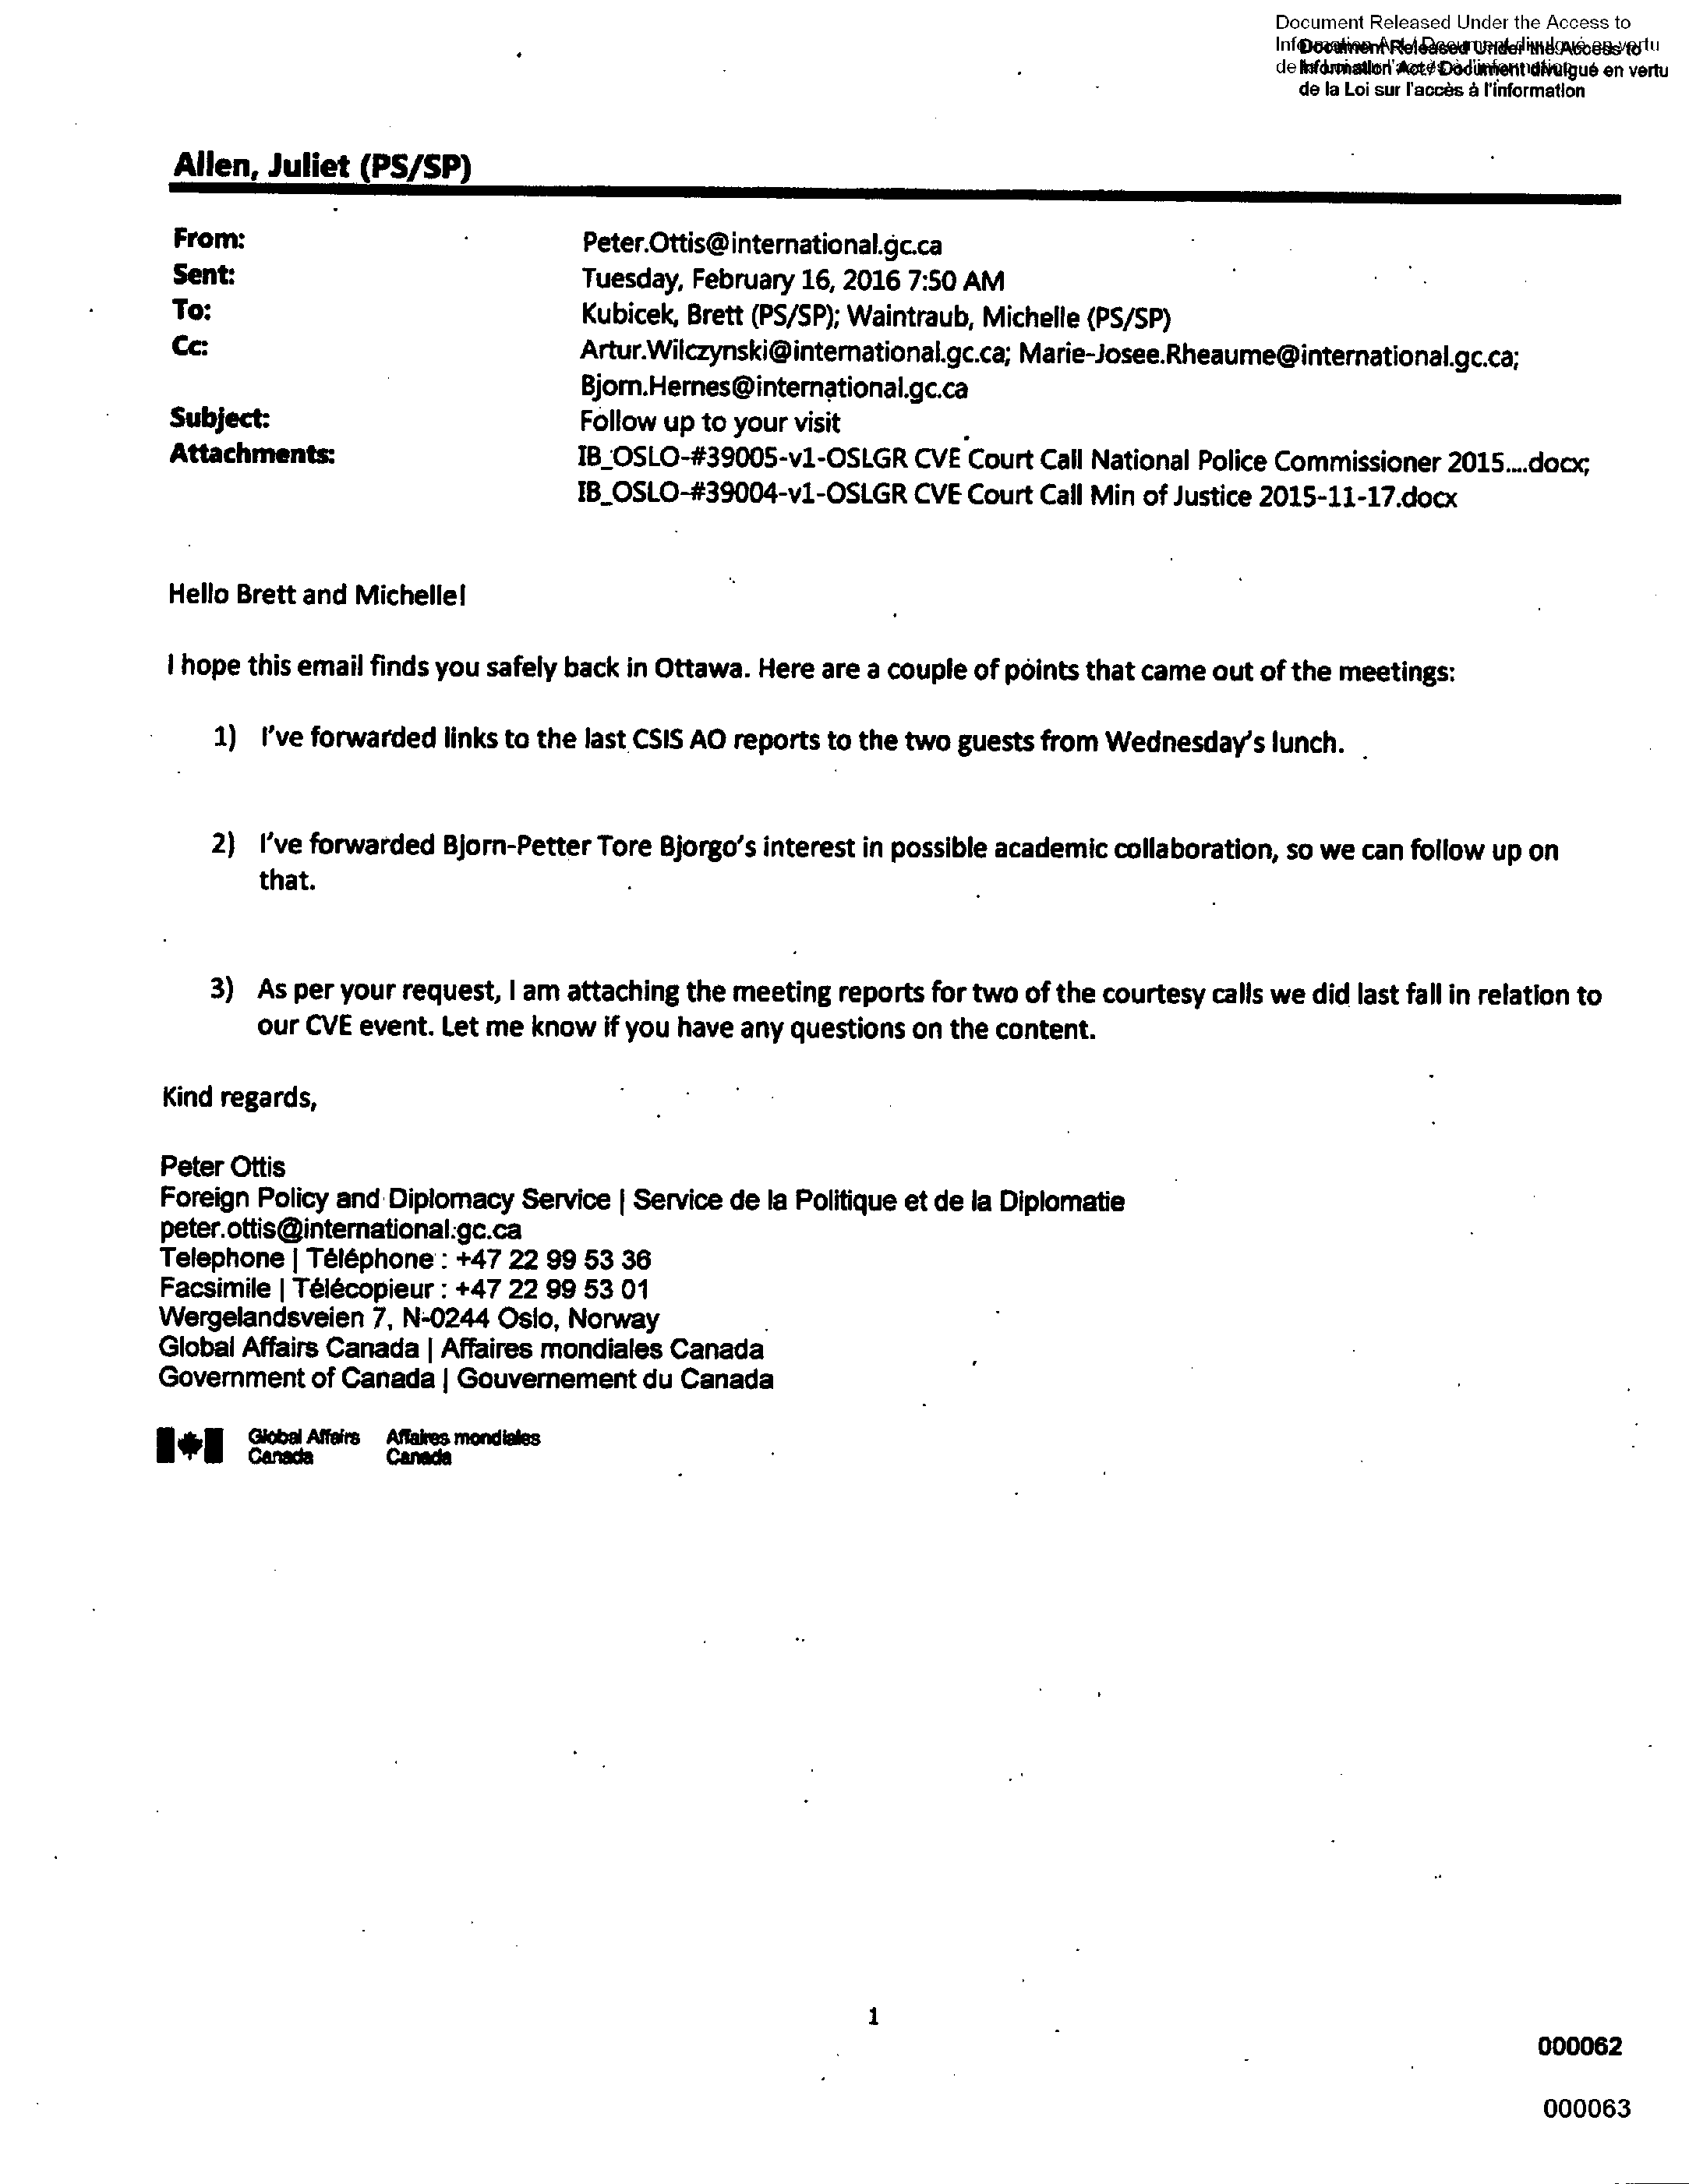 Document Released Under the Access to
Document Released Under the Access to
Information Act / Document divulgué en vertu
de la Loi sur l'accès à l'information
Allen, Juliet (PS/SP)
From: Peter.Ottis@international.gc.ca
Sent: Tuesday, February 16, 2016 7:50 AM
To: Kubicek, Brett (PS/SP); Waintraub, Michelle (PS/SP)
Cc: Artur.Wilczynski@international.gc.ca; Marie-Josee.Rheaume@international.gc.ca;
Bjorn.Hernes@international.gc.ca
Subject: Follow up to your visit
Attachments: IB_OSLO-#39005-v1-OSLGR CVE Court Call National Police Commissioner 2015....docx;
IB_OSLO-#39004-v1-OSLGR CVE Court Call Min of Justice 2015-11-17.docx
Hello Brett and Michelle!
I hope this email finds you safely back in Ottawa. Here are a couple of points that came out of the meetings:
1) I've forwarded links to the last CSIS AO reports to the two guests from Wednesday's lunch.
2) I've forwarded Bjorn-Petter Tore Bjorgo's interest in possible academic collaboration, so we can follow up on
that.
3) As per your request, I am attaching the meeting reports for two of the courtesy calls we did last fall in relation to
our CVE event. Let me know if you have any questions on the content.
Kind regards,
Peter Ottis
Foreign Policy and Diplomacy Service | Service de la Politique et de la Diplomatie
peter.ottis@international.gc.ca
Telephone | Téléphone : +47 22 99 53 36
Facsimile | Télécopieur : +47 22 99 53 01
Wergelandsveien 7, N-0244 Oslo, Norway
Global Affairs Canada | Affaires mondiales Canada
Government of Canada | Gouvernement du Canada
Global Affairs Affaires mondiales
Canada Canada
1
000062
000063